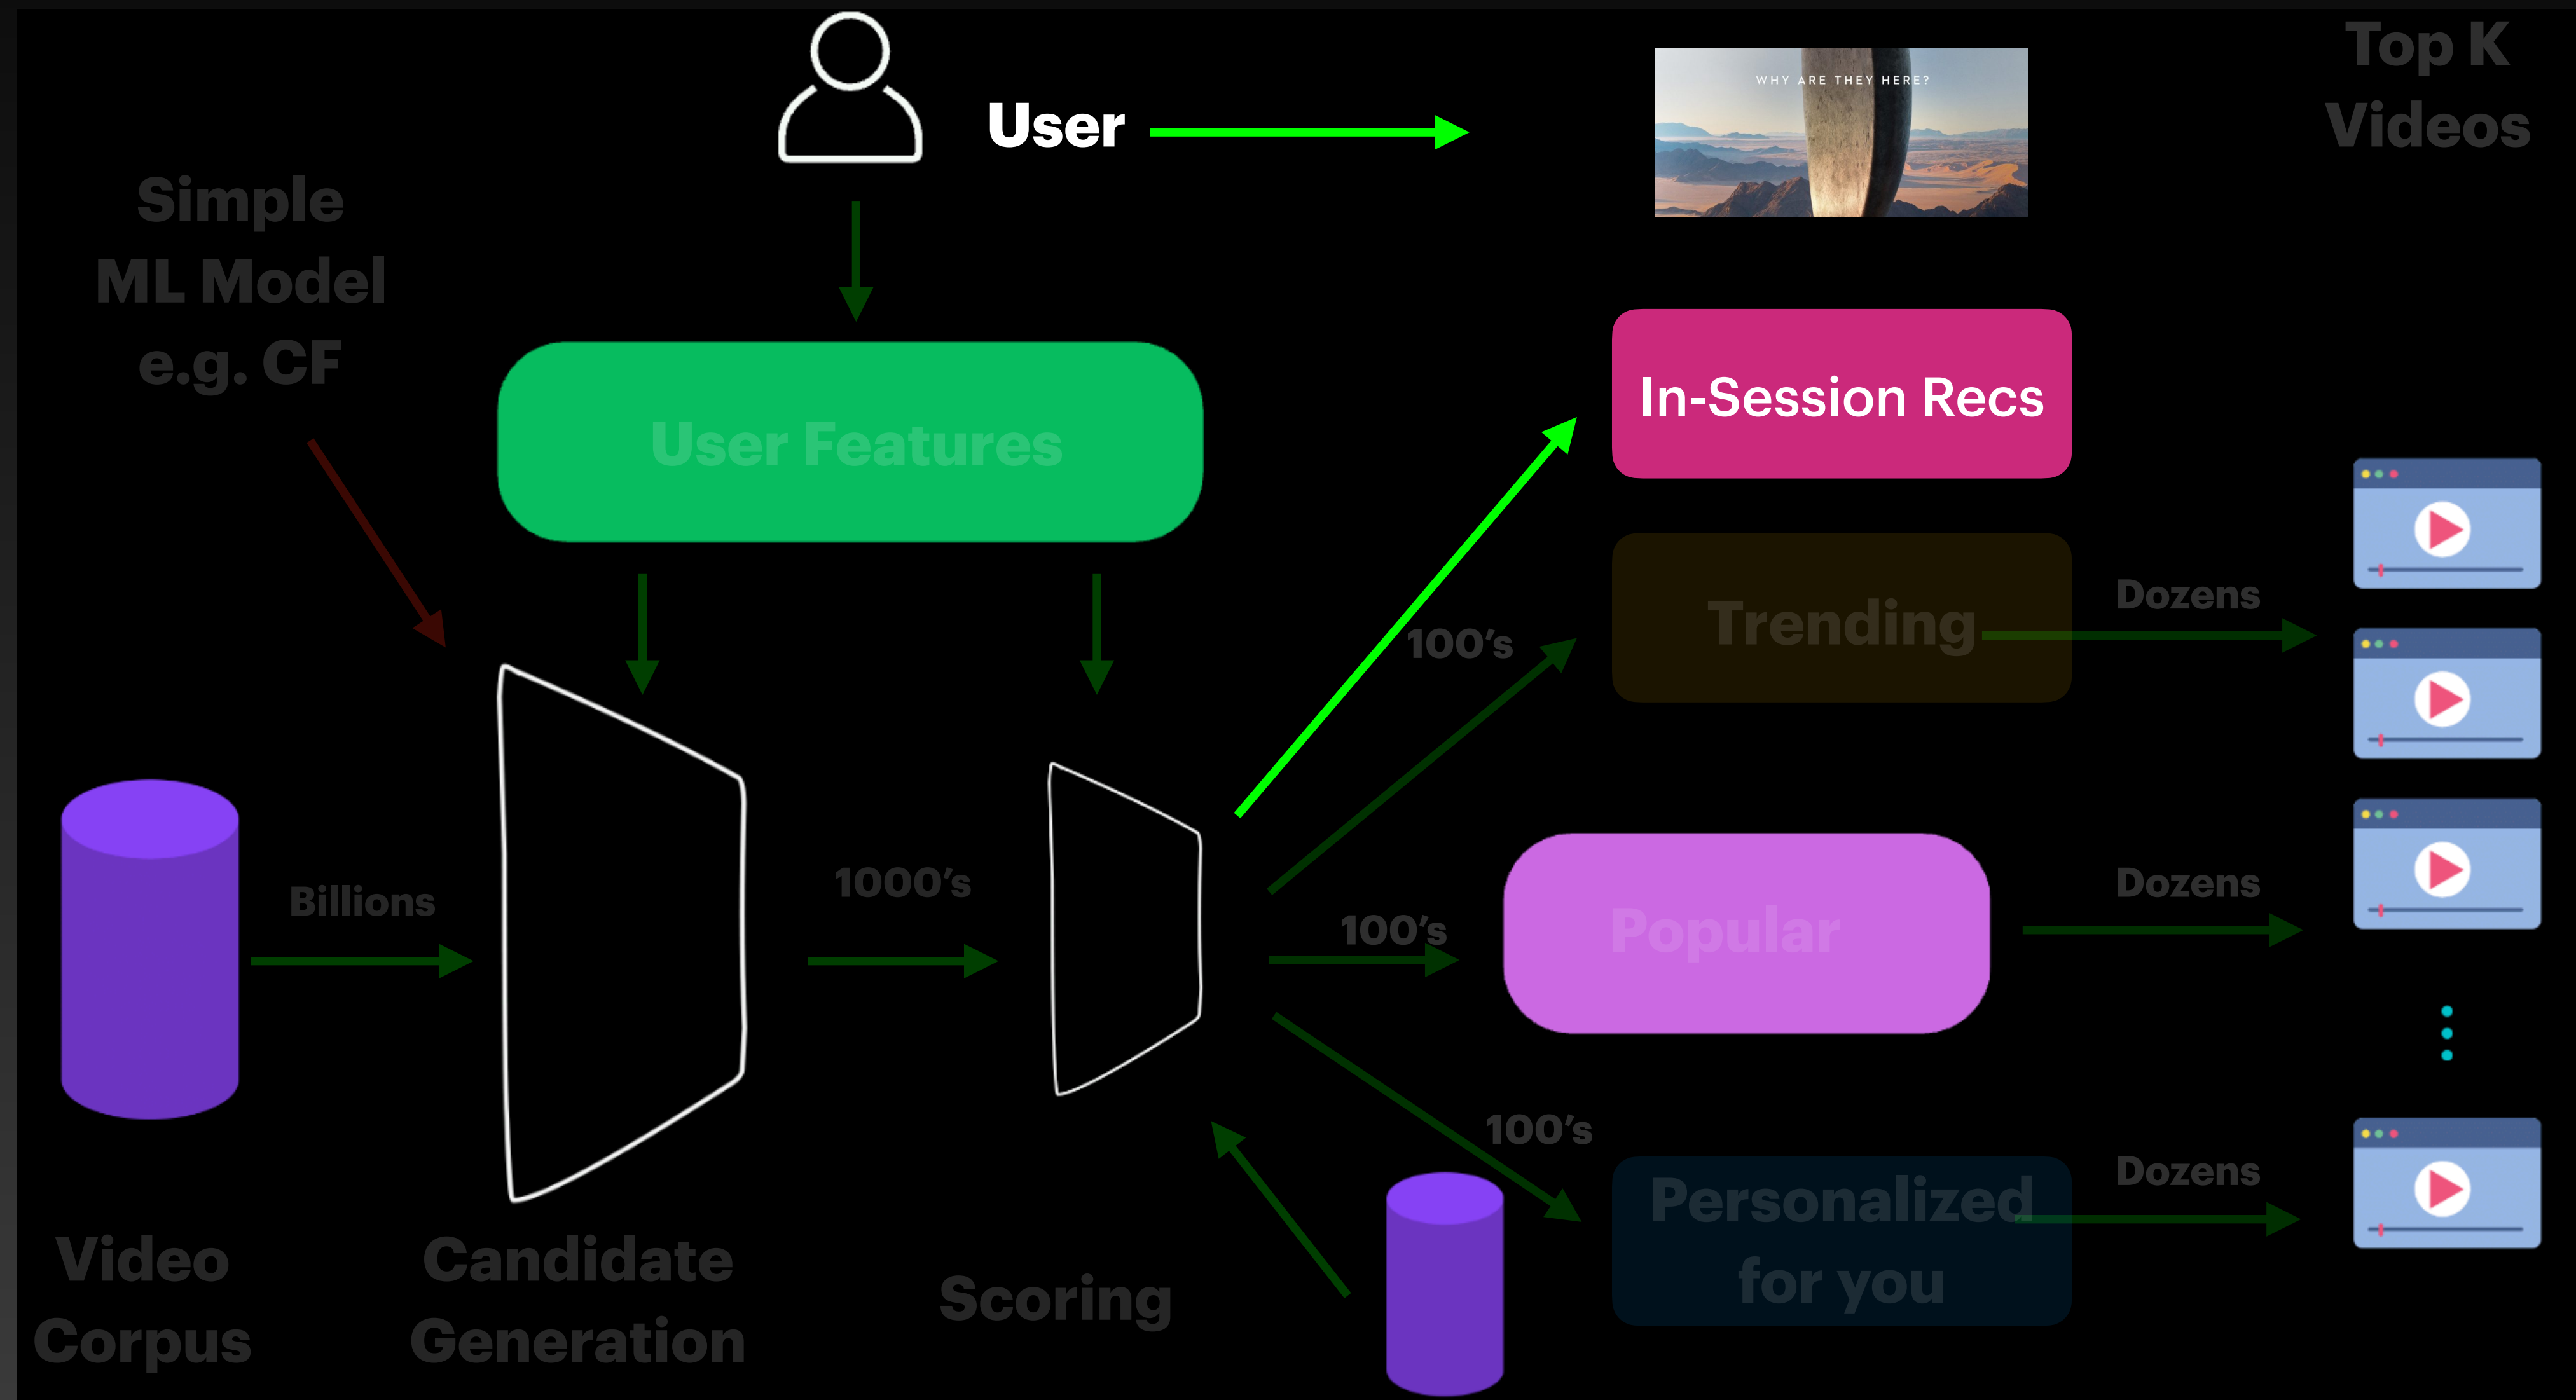 User
WHY ARE THEY HERE?
Top K
Videos
Simple
ML Model
e.g. CF
User Features
In-Session Recs
Trending
Dozens
100's
Billions
1000's
100's
Popular
Dozens
100's
Personalized
for you
Dozens
Video
Corpus
Candidate
Generation
Scoring